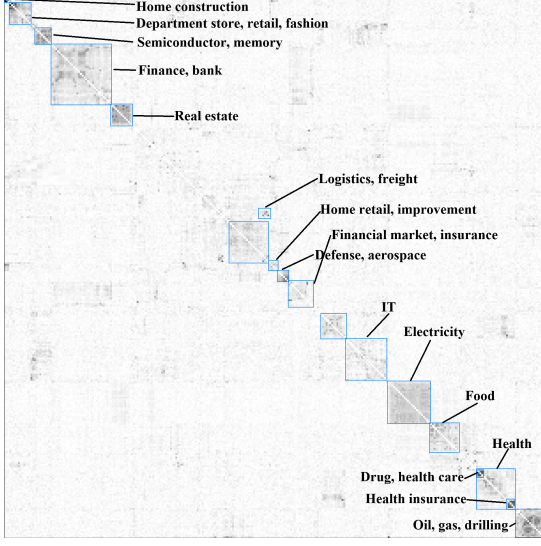 Home construction
Department store, retail, fashion
Semiconductor, memory
Finance, bank
Real estate
Logistics, freight
Home retail, improvement
Financial market, insurance
Defense, aerospace
IT
Electricity
Food
Health
Drug, health care
Health insurance
Oil, gas, drilling